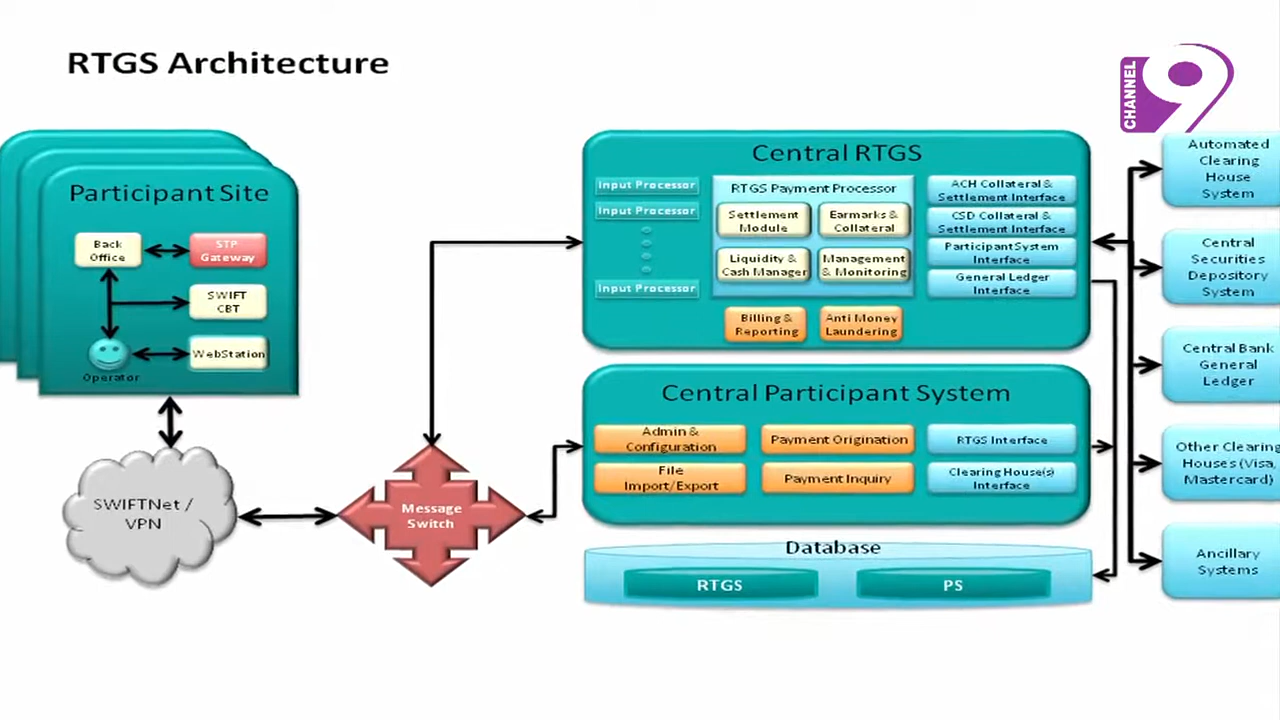 RTGS Architecture
CHANNEL
9
Participant Site
Back
Office
STP
Gateway
SWIFT
CBT
WebStation
Operator
SWIFTNet /
VPN
Message
Switch
Central RTGS
Input Processor
Input Processor
Input Processor
RTGS Payment Processor
Settlement
Module
Earmarks &
Collateral
Liquidity &
Cash Manager
Management
& Monitoring
Billing &
Reporting
Anti Money
Laundering
ACH Collateral &
Settlement Interface
CSD Collateral &
Settlement Interface
Participant System
Interface
General Ledger
Interface
Central Participant System
Admin &
Configuration
Payment Origination
RTGS Interface
File
Import/Export
Payment Inquiry
Clearing House(s)
Interface
Database
RTGS
PS
Automated
Clearing
House
System
Central
Securities
Depository
System
Central Bank
General
Ledger
Other Clearing
Houses (Visa,
Mastercard)
Ancillary
Systems